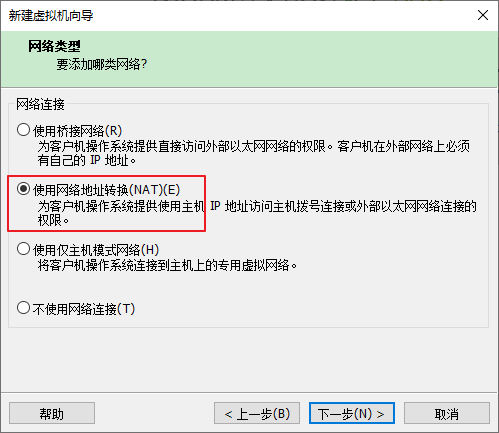 新建虚拟机向导
网络类型
要添加哪类网络?
网络连接
使用桥接网络(R)
为客户机操作系统提供直接访问外部以太网网络的权限。客户机在外部网络上必须
有自己的 IP 地址。
使用网络地址转换(NAT)(E)
为客户机操作系统提供使用主机 IP 地址访问主机拨号连接或外部以太网网络连接的
权限。
使用仅主机模式网络(H)
将客户机操作系统连接到主机上的专用虚拟网络。
不使用网络连接(T)
帮助
< 上一步(B)
下一步(N) >
取消